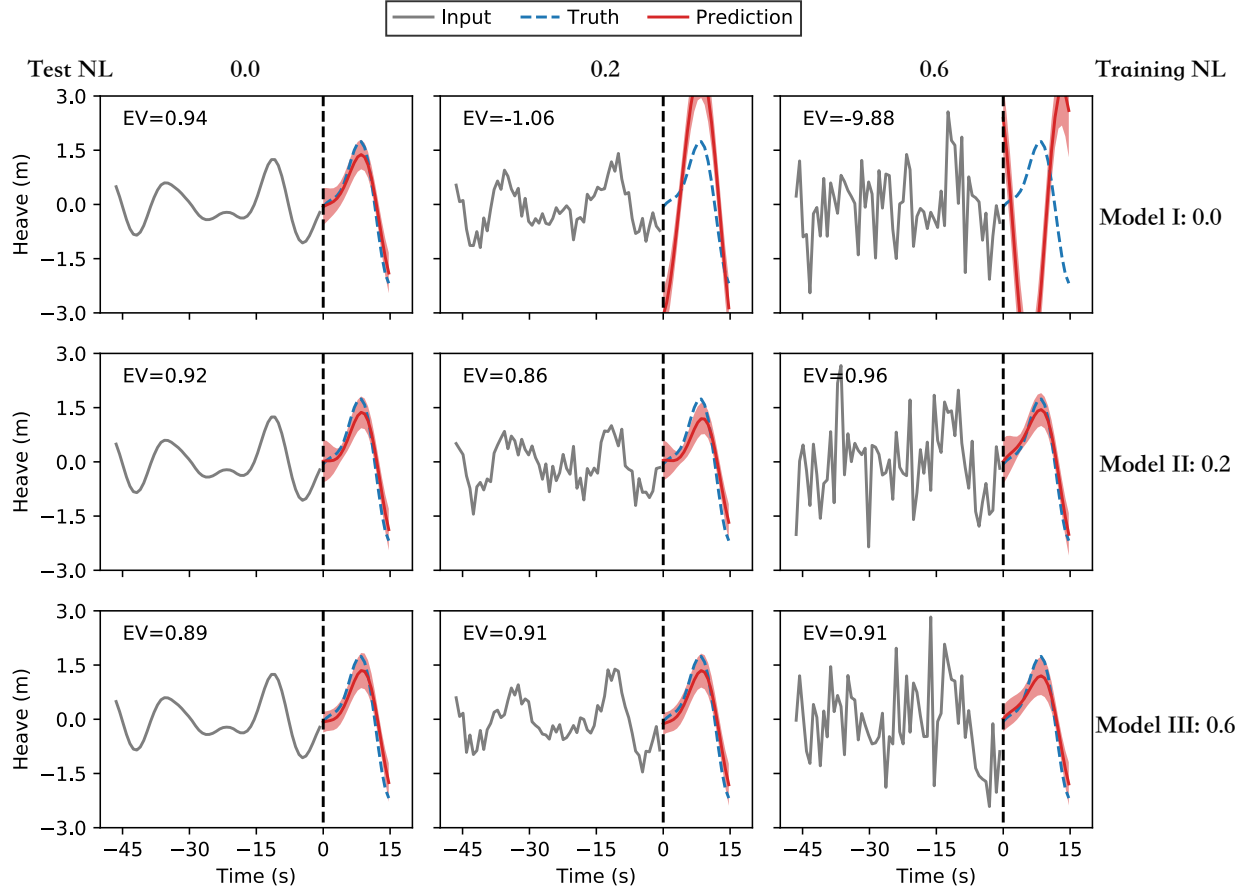 Input Truth Prediction
Test NL 0.0 0.2 0.6 Training NL
3.0
1.5
0.0
−1.5
−3.0
Heave (m)
EV=0.94
EV=-1.06
EV=-9.88
Model I: 0.0
3.0
1.5
0.0
−1.5
−3.0
Heave (m)
EV=0.92
EV=0.86
EV=0.96
Model II: 0.2
3.0
1.5
0.0
−1.5
−3.0
Heave (m)
EV=0.89
EV=0.91
EV=0.91
Model III: 0.6
−45 −30 −15 0 15 −45 −30 −15 0 15 −45 −30 −15 0 15
Time (s) Time (s) Time (s)